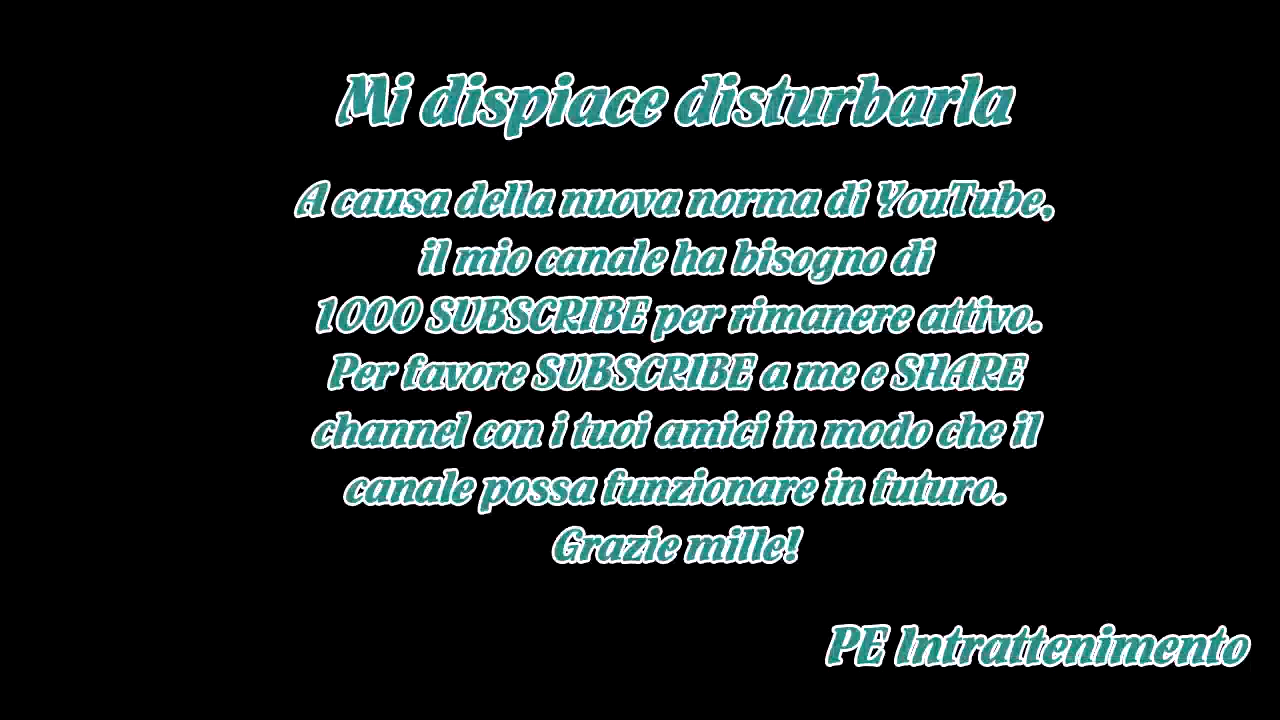 Mi dispiace disturbarla
A causa della nuova norma di YouTube,
il mio canale ha bisogno di
1000 SUBSCRIBE per rimanere attivo.
Per favore SUBSCRIBE a me e SHARE
channel con i tuoi amici in modo che il
canale possa funzionare in futuro.
Grazie mille!
PE Intrattenimento